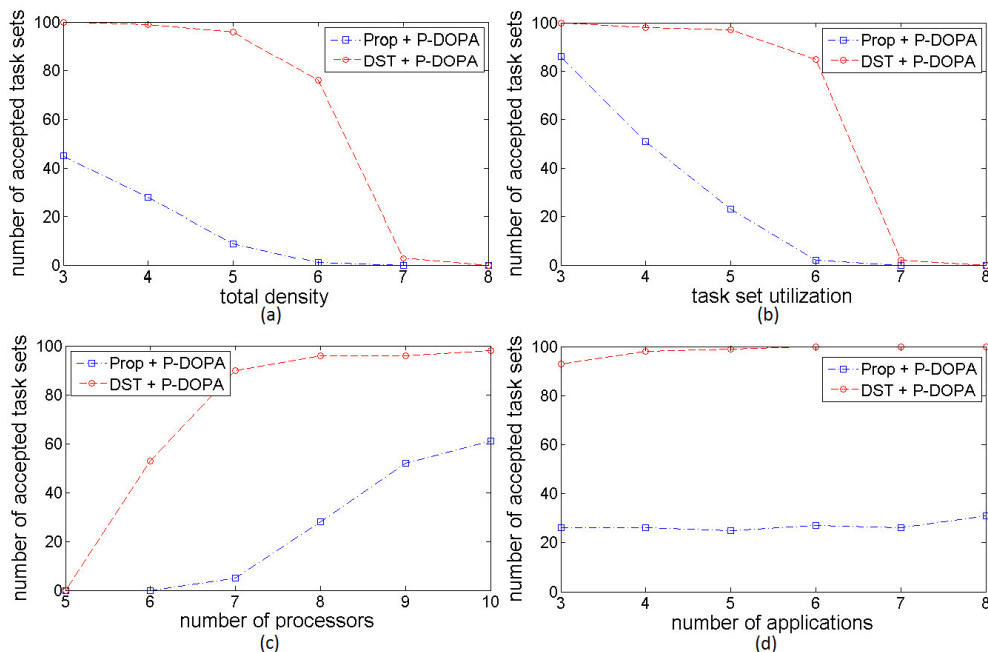 number of accepted task sets
100
80
60
40
20
0
Prop + P-DOPA
DST + P-DOPA
3 4 5 6 7 8
total density
(a)
number of accepted task sets
100
80
60
40
20
0
Prop + P-DOPA
DST + P-DOPA
3 4 5 6 7 8
task set utilization
(b)
number of accepted task sets
100
80
60
40
20
0
Prop + P-DOPA
DST + P-DOPA
5 6 7 8 9 10
number of processors
(c)
number of accepted task sets
100
80
60
40
20
0
Prop + P-DOPA
DST + P-DOPA
3 4 5 6 7 8
number of applications
(d)